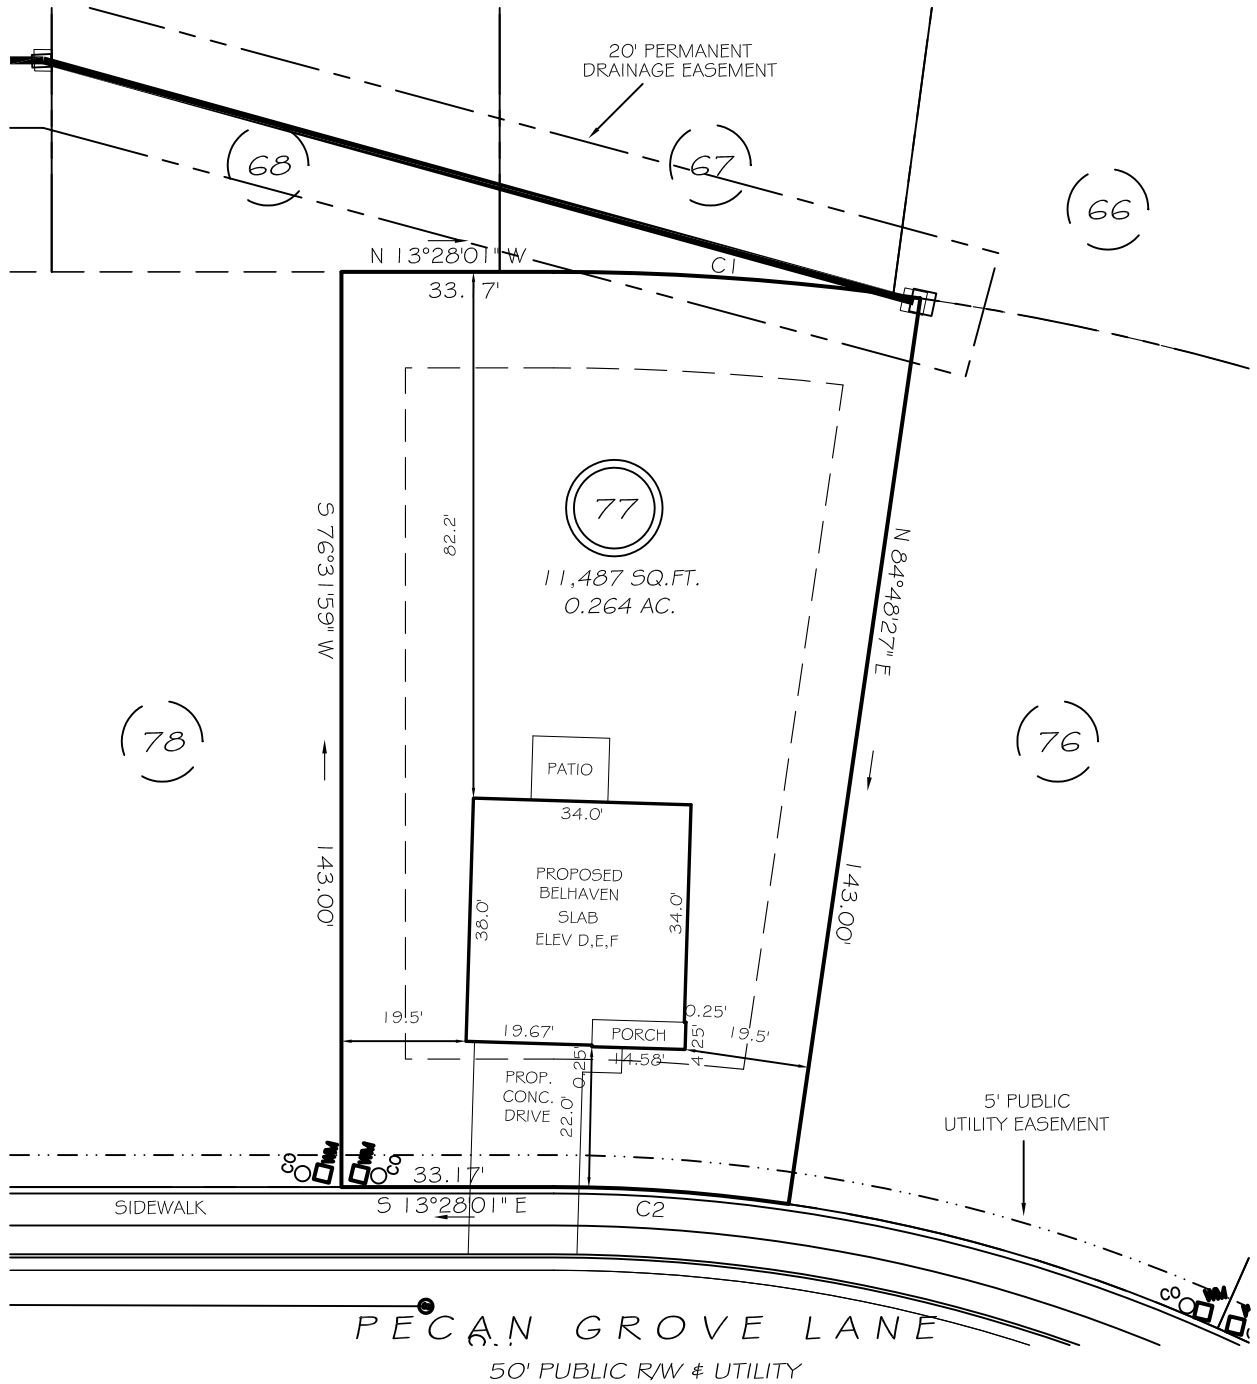 20' PERMANENT
DRAINAGE EASEMENT
68
67
66
N 13°28'01" W
C1
33. 7'
S 76°31'59" W
143.00'
82.2'
77
11,487 SQ.FT.
0.264 AC.
N 84°48'27" E
143.00'
78
76
PATIO
34.0'
PROPOSED
BELHAVEN
SLAB
ELEV D,E,F
38.0'
34.0'
19.5'
19.67'
PORCH
0.25'
4.25'
19.5'
14.58'
0.25'
PROP.
CONC.
DRIVE
22.0'
5' PUBLIC
UTILITY EASEMENT
CO
WM
WM
CO
33.17'
SIDEWALK
S 13°28'01" E
C2
CO
WM
PECAN GROVE LANE
50' PUBLIC R/W & UTILITY